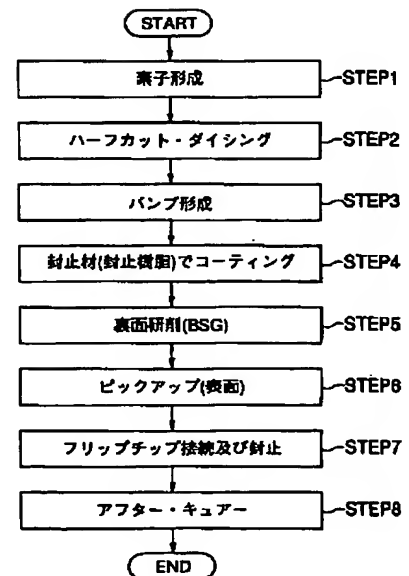 START
素子形成 STEP1
ハーフカット・ダイシング STEP2
バンプ形成 STEP3
封止材(封止樹脂)でコーティング STEP4
裏面研削(BSG) STEP5
ピックアップ(表面) STEP6
フリップチップ接続及び封止 STEP7
アフター・キュアー STEP8
END